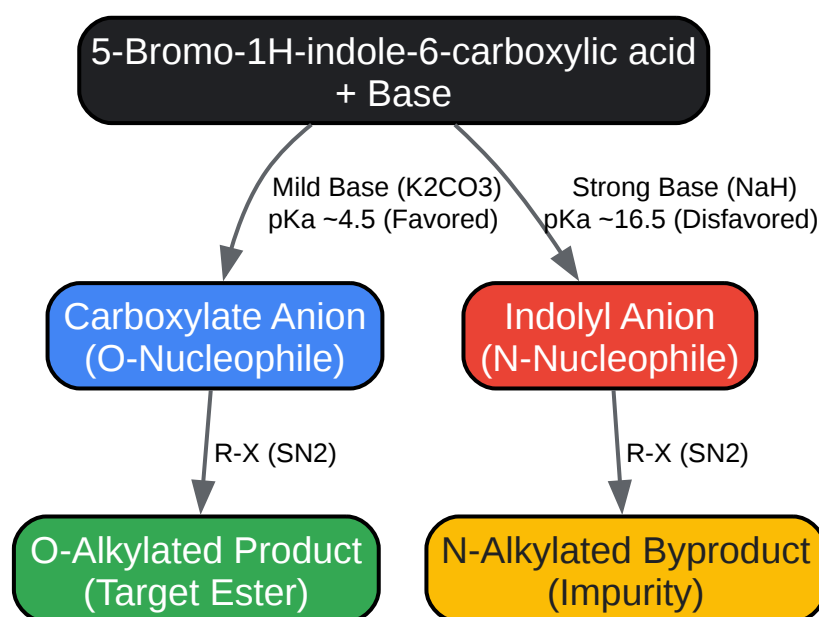 5-Bromo-1H-indole-6-carboxylic acid
+ Base
Mild Base (K2CO3)
pKa ~4.5 (Favored)
Strong Base (NaH)
pKa ~16.5 (Disfavored)
Carboxylate Anion
(O-Nucleophile)
Indolyl Anion
(N-Nucleophile)
R-X (SN2)
R-X (SN2)
O-Alkylated Product
(Target Ester)
N-Alkylated Byproduct
(Impurity)